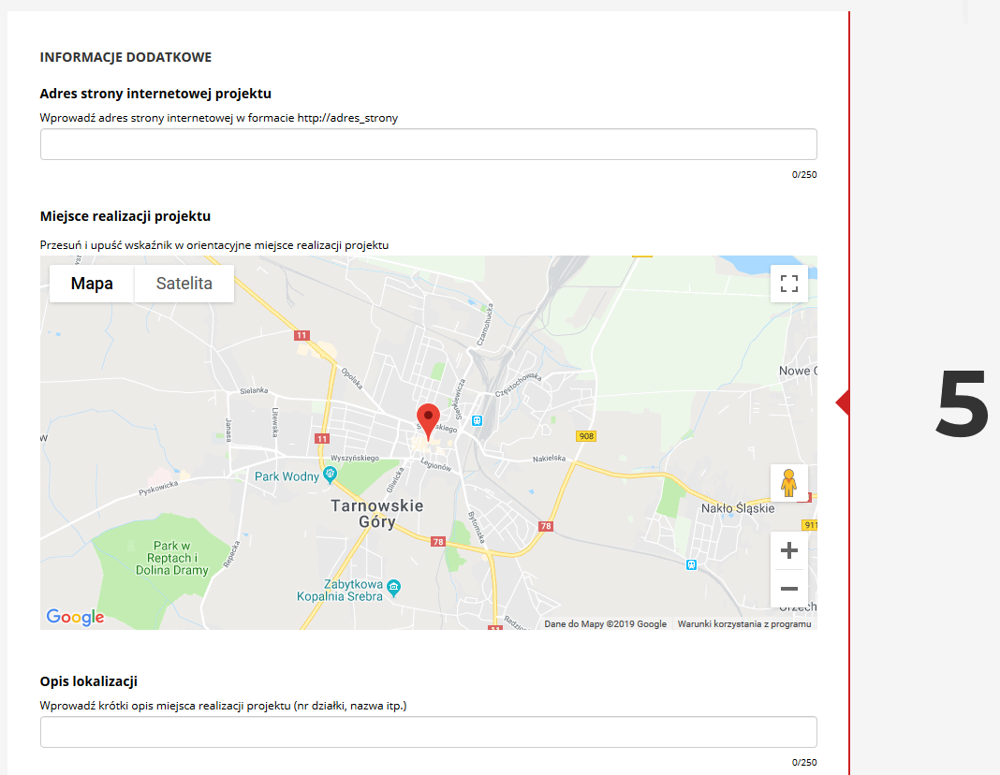 INFORMACJE DODATKOWE
Adres strony internetowej projektu
Wprowadź adres strony internetowej w formacie http://adres_strony
0/250
Miejsce realizacji projektu
Przesuń i upuść wskaźnik w orientacyjne miejsce realizacji projektu
Mapa
Satelita
Czarnohucka
11
Opolska
Częstochowska
Nowe
Sielanka
Sienkiewicza
Janasa
Litewska
11
908
Wyszyńskiego
Legionów
Nakielska
Park Wodny
Gliwicka
Pyskowicka
Tarnowskie
Góry
Nakło Śląskie
Bytomska
78
911
78
Park w
Reptach i
Dolina Dramy
Repecka
Zabytkowa
Kopalnia Srebra
Google
11
Dane do Mapy ©2019 Google
Warunki korzystania z programu
5
Opis lokalizacji
Wprowadź krótki opis miejsca realizacji projektu (nr działki, nazwa itp.)
0/250